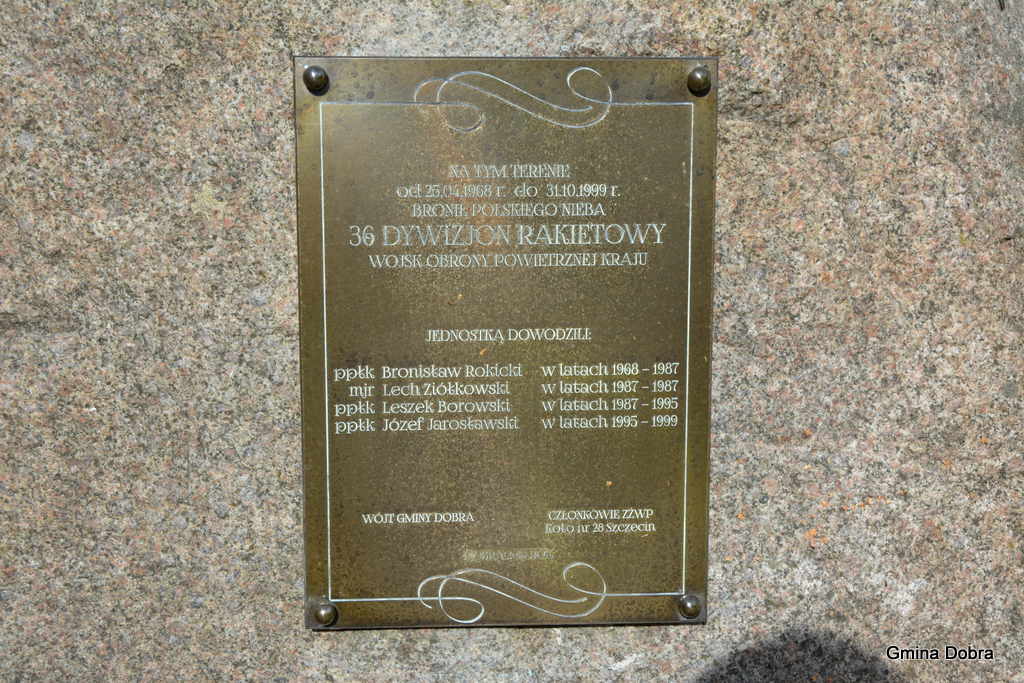 NA TYM TERENIE
od 25.04.1968 r. do 31.10.1999 r.
BRONIŁ POLSKIEGO NIEBA
36 DYWIZJON RAKIETOWY
WOJSK OBRONY POWIETRZNEJ KRAJU
JEDNOSTKĄ DOWODZILI:
ppłk Bronisław Rokicki w latach 1968 – 1987
mjr Lech Ziółkowski w latach 1987 – 1987
ppłk Leszek Borowski w latach 1987 – 1995
ppłk Józef Jarosławski w latach 1995 – 1999
WÓJT GMINY DOBRA
CZŁONKOWIE ZŻWP
Koło nr 28 Szczecin
Gmina Dobra